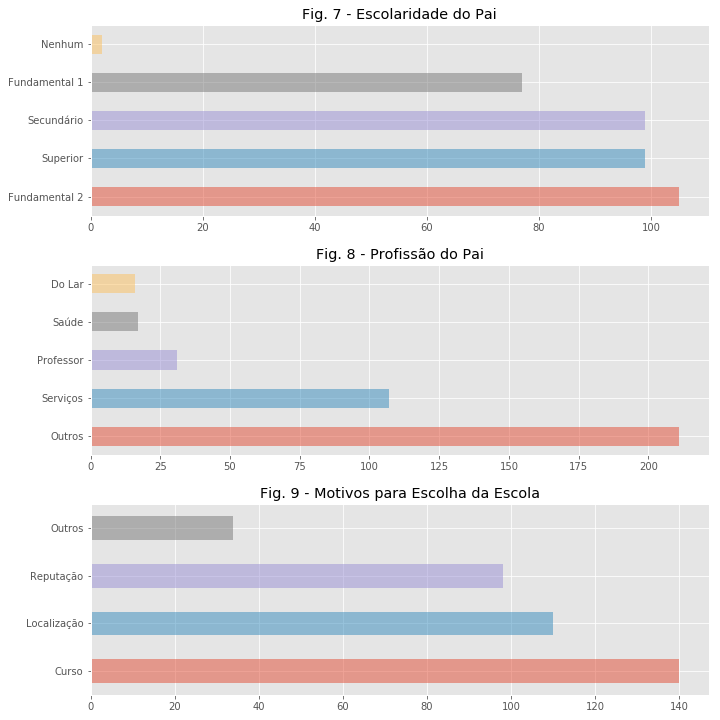 Fig. 7 - Escolaridade do Pai
Nenhum
Fundamental 1
Secundário
Superior
Fundamental 2
0 20 40 60 80 100
Fig. 8 - Profissão do Pai
Do Lar
Saúde
Professor
Serviços
Outros
0 25 50 75 100 125 150 175 200
Fig. 9 - Motivos para Escolha da Escola
Outros
Reputação
Localização
Curso
0 20 40 60 80 100 120 140